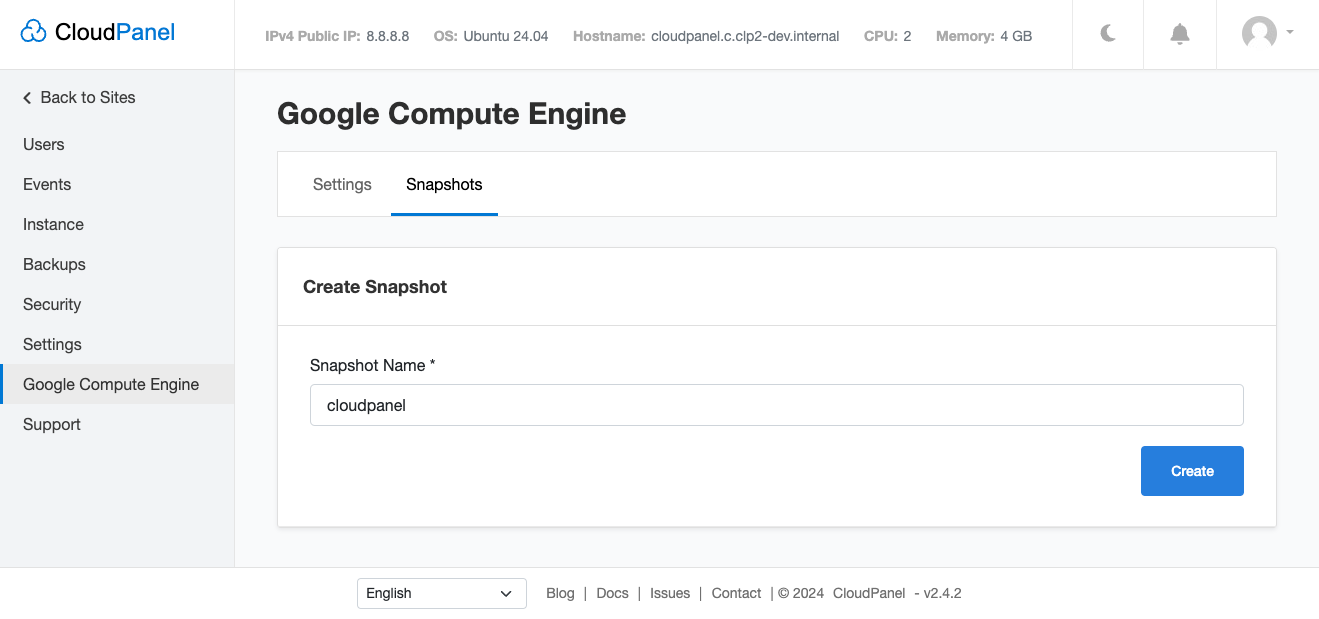 CloudPanel
IPv4 Public IP: 8.8.8.8 OS: Ubuntu 24.04 Hostname: cloudpanel.c.clp2-dev.internal CPU: 2 Memory: 4 GB
Back to Sites
Users
Events
Instance
Backups
Security
Settings
Google Compute Engine
Support
Google Compute Engine
Settings Snapshots
Create Snapshot
Snapshot Name *
cloudpanel
Create
English Blog | Docs | Issues | Contact | © 2024 CloudPanel - v2.4.2